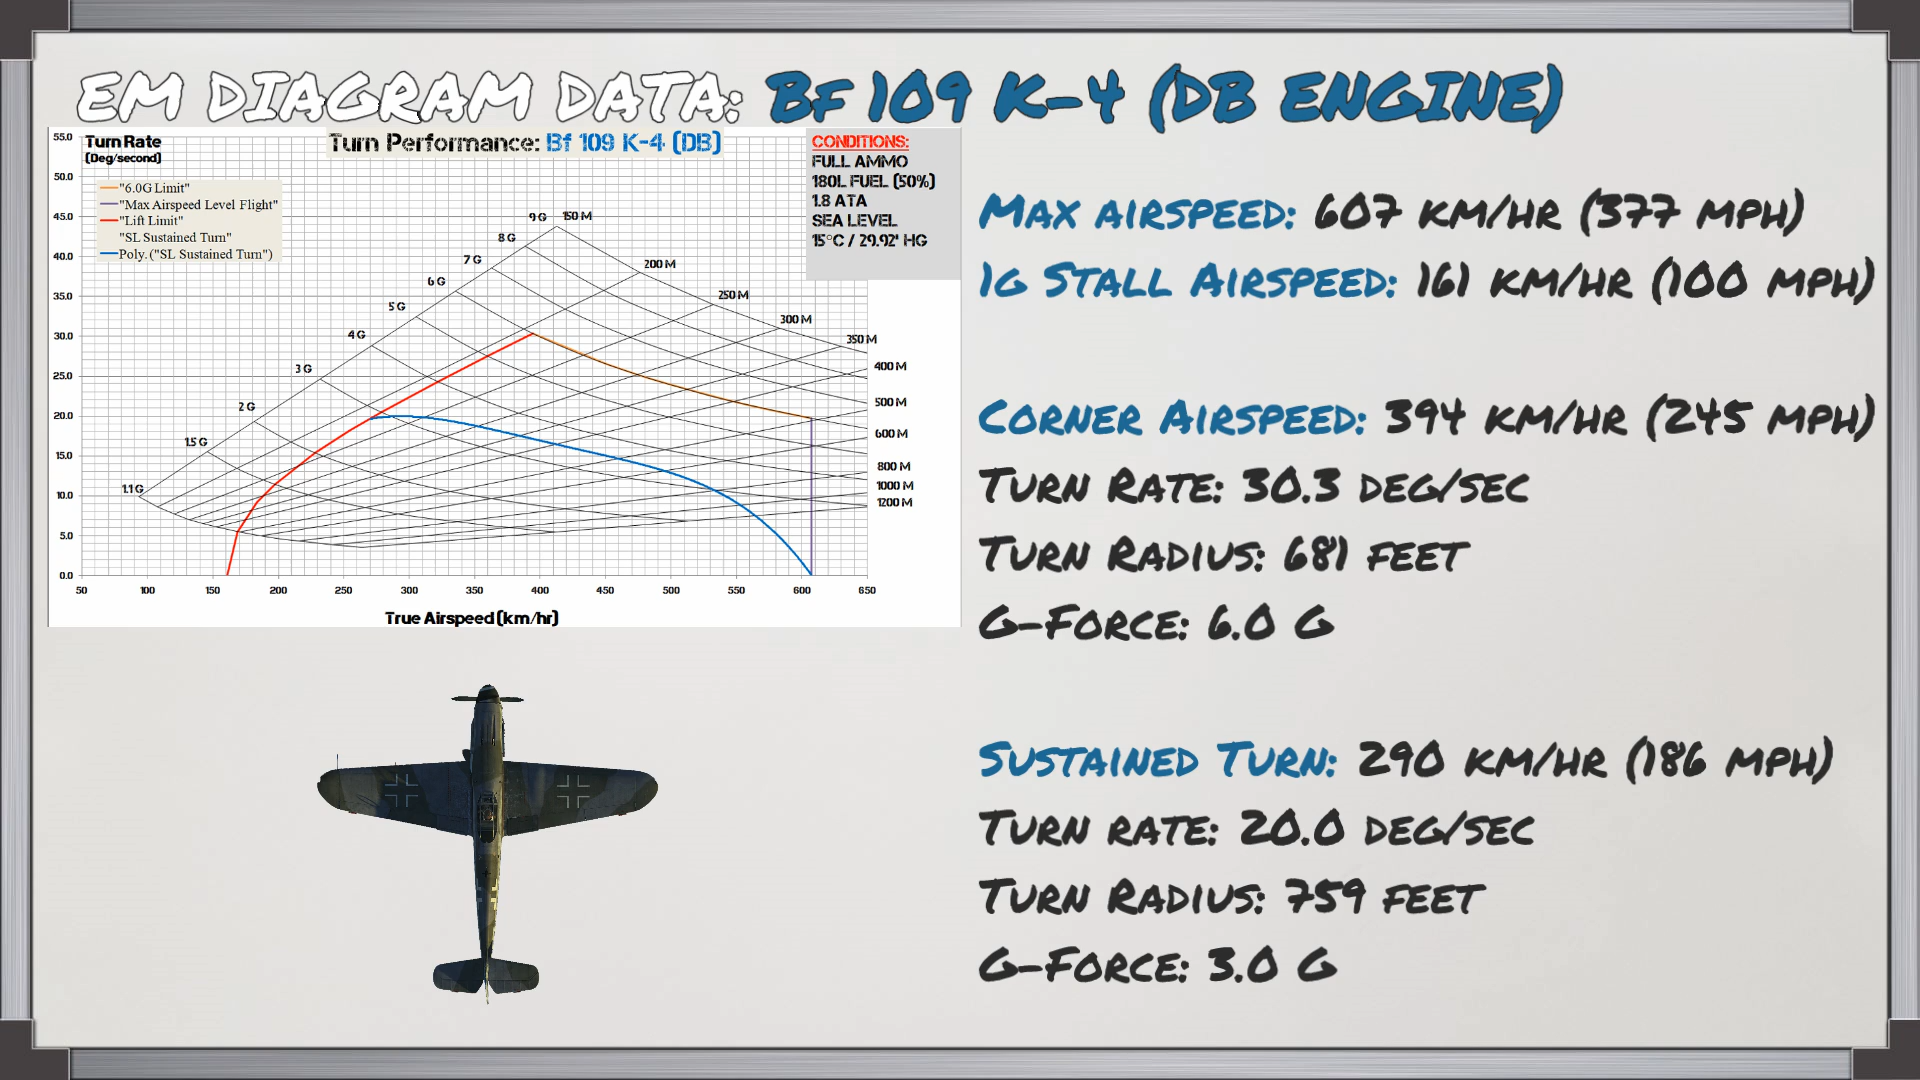 EM DIAGRAM DATA: BF 109 K-4 (DB ENGINE)
Turn Rate
(Deg/second)
Turn Performance: Bf 109 K-4 (DB)
"6.0G Limit"
"Max Airspeed Level Flight"
"Lift Limit"
"SL Sustained Turn"
Poly. ("SL Sustained Turn")
CONDITIONS:
FULL AMMO
180L FUEL (50%)
1.8 ATA
SEA LEVEL
15°C / 29.92" HG
55.0
50.0
45.0
40.0
35.0
30.0
25.0
20.0
15.0
10.0
5.0
0.0
1.1 G
1.5 G
2 G
3 G
4 G
5 G
6 G
7 G
8 G
9 G
150 M
200 M
250 M
300 M
350 M
400 M
500 M
600 M
800 M
1000 M
1200 M
50 100 150 200 250 300 350 400 450 500 550 600 650
True Airspeed (km/hr)
MAX AIRSPEED: 607 KM/HR (377 MPH)
1G STALL AIRSPEED: 161 KM/HR (100 MPH)
CORNER AIRSPEED: 394 KM/HR (245 MPH)
TURN RATE: 30.3 DEG/SEC
TURN RADIUS: 681 FEET
G-FORCE: 6.0 G
SUSTAINED TURN: 290 KM/HR (186 MPH)
TURN RATE: 20.0 DEG/SEC
TURN RADIUS: 759 FEET
G-FORCE: 3.0 G